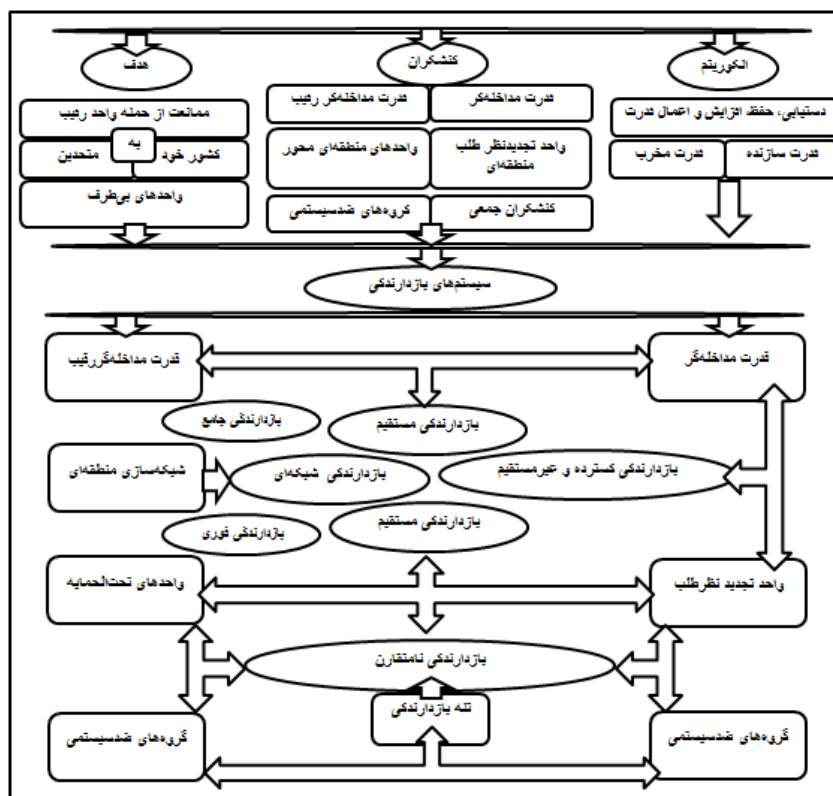 الگوریتم
کنشگران
هدف
دستیابی، حفظ، افزایش و اعمال قدرت
قدرت سازنده
قدرت مخرب
قدرت مداخله‌گر
قدرت مداخله‌گر رقیب
واحد تجدیدنظر طلب
منطقه‌ای
واحدهای منطقه‌ای محور
کنشگران جمعی
گروه‌های ضدسیستمی
ممانعت از حمله واحد رقیب
به
کشور خود
متحدین
واحدهای بی‌طرف
سیستم‌های بازدارندگی
قدرت مداخله‌گر
قدرت مداخله‌گررقیب
بازدارندگی جامع
بازدارندگی مستقیم
بازدارندگی گسترده و غیرمستقیم
بازدارندگی شبکه‌ای
شبکه‌سازی منطقه‌ای
بازدارندگی مستقیم
بازدارندگی فوری
واحد تجدید نظرطلب
واحدهای تحت‌الحمایه
بازدارندگی نامتقارن
تله بازدارندگی
گروه‌های ضدسیستمی
گروه‌های ضدسیستمی